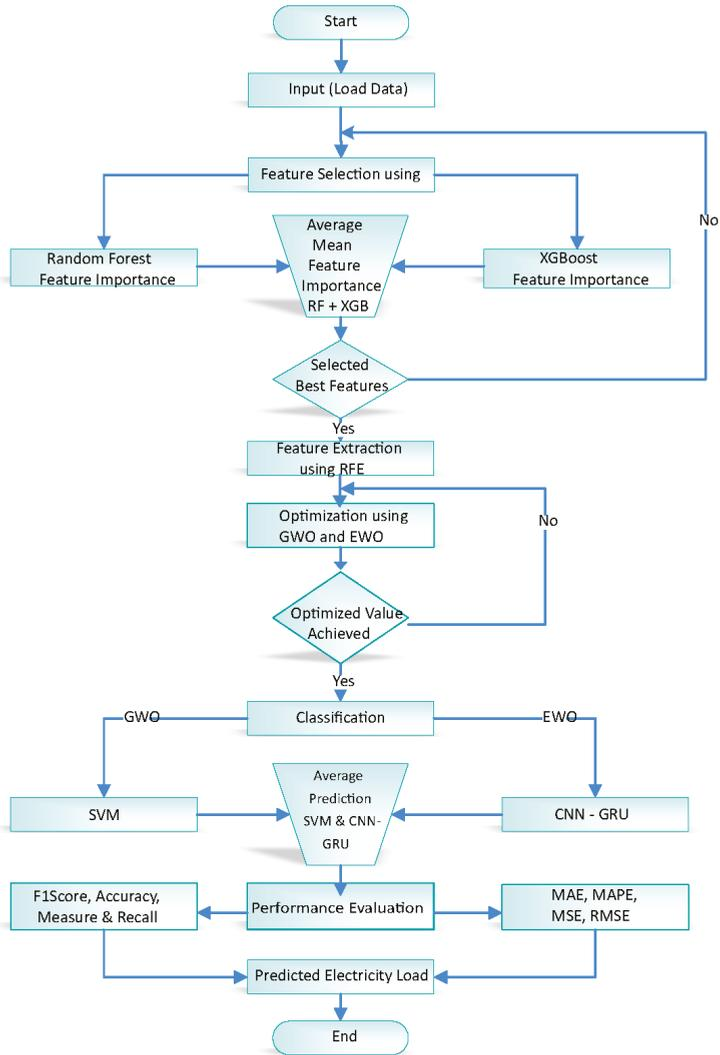 Start
Input (Load Data)
Feature Selection using
No
Random Forest
Feature Importance
Average
Mean
Feature
Importance
RF + XGB
XGBoost
Feature Importance
Selected
Best Features
Yes
Feature Extraction
using RFE
Optimization using
GWO and EWO
No
Optimized Value
Achieved
Yes
GWO
Classification
EWO
SVM
Average
Prediction
SVM & CNN-
GRU
CNN - GRU
F1Score, Accuracy,
Measure & Recall
Performance Evaluation
MAE, MAPE,
MSE, RMSE
Predicted Electricity Load
End